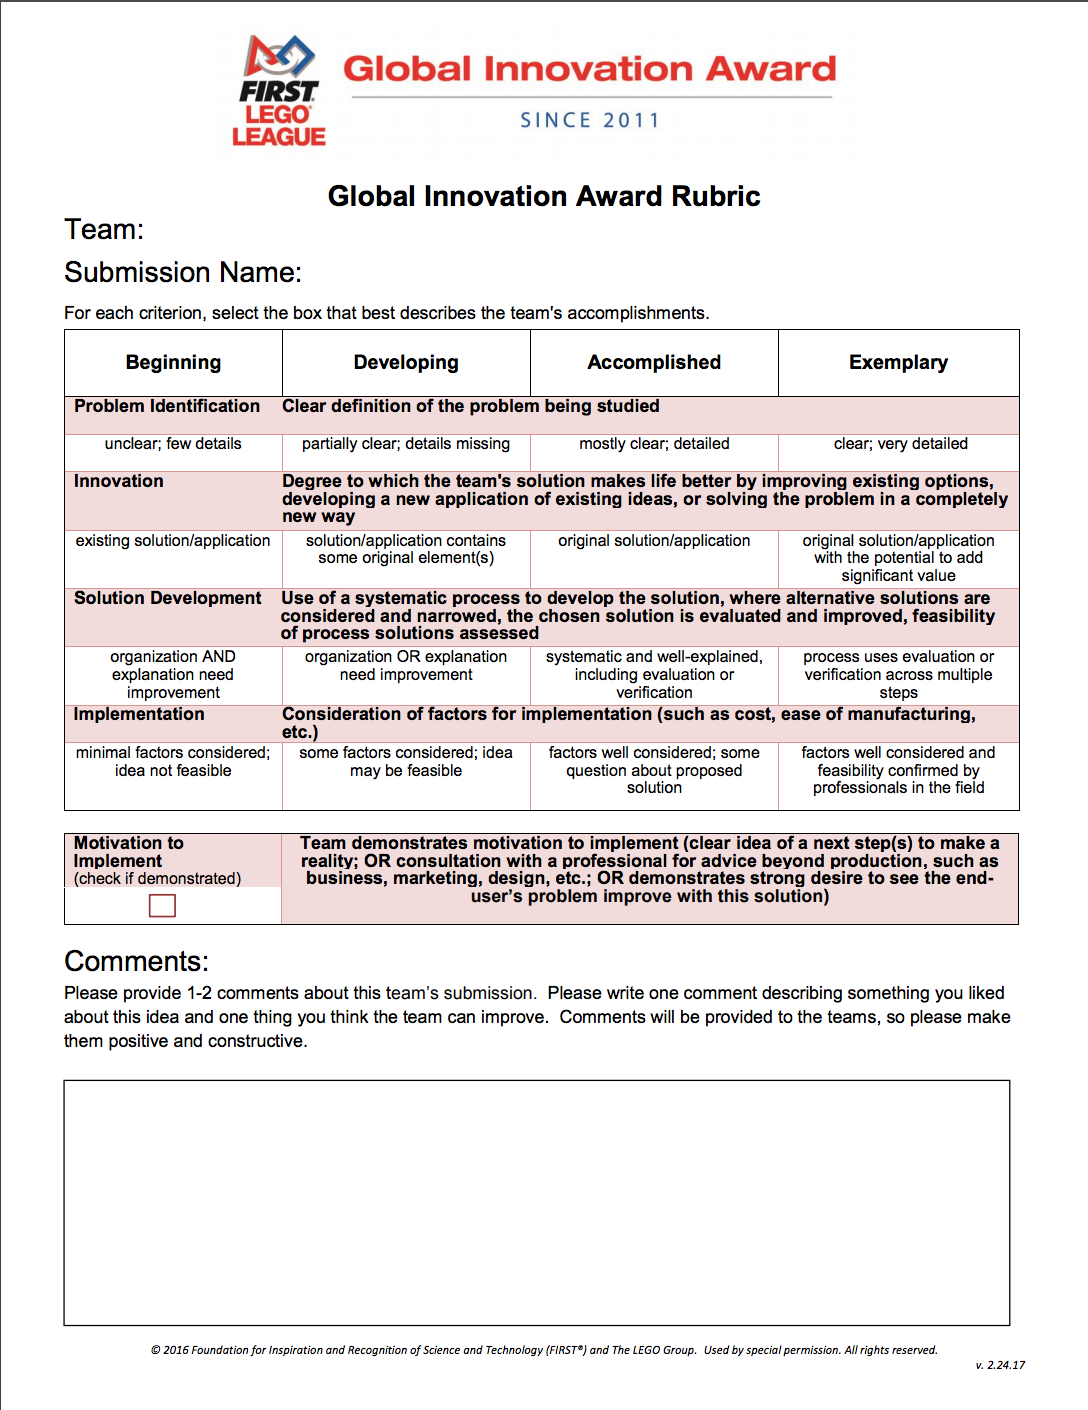 FIRST
LEGO
LEAGUE
Global Innovation Award
SINCE 2011
Global Innovation Award Rubric
Team:
Submission Name:
For each criterion, select the box that best describes the team's accomplishments.
Beginning Developing Accomplished Exemplary
Problem Identification Clear definition of the problem being studied
unclear; few details partially clear; details missing mostly clear; detailed clear; very detailed
Innovation Degree to which the team's solution makes life better by improving existing options,
developing a new application of existing ideas, or solving the problem in a completely
new way
existing solution/application solution/application contains original solution/application original solution/application
some original element(s) with the potential to add
significant value
Solution Development Use of a systematic process to develop the solution, where alternative solutions are
considered and narrowed, the chosen solution is evaluated and improved, feasibility
of process solutions assessed
organization AND organization OR explanation systematic and well-explained, process uses evaluation or
explanation need need improvement including evaluation or verification across multiple
improvement verification steps
Implementation Consideration of factors for implementation (such as cost, ease of manufacturing,
etc.)
minimal factors considered; some factors considered; idea factors well considered; some factors well considered and
idea not feasible may be feasible question about proposed feasibility confirmed by
solution professionals in the field
Motivation to Team demonstrates motivation to implement (clear idea of a next step(s) to make a
Implement reality; OR consultation with a professional for advice beyond production, such as
(check if demonstrated) business, marketing, design, etc.; OR demonstrates strong desire to see the end-
user’s problem improve with this solution)
Comments:
Please provide 1-2 comments about this team’s submission.  Please write one comment describing something you liked
about this idea and one thing you think the team can improve.  Comments will be provided to the teams, so please make
them positive and constructive.
© 2016 Foundation for Inspiration and Recognition of Science and Technology (FIRST®) and The LEGO Group.  Used by special permission. All rights reserved.
v. 2.24.17